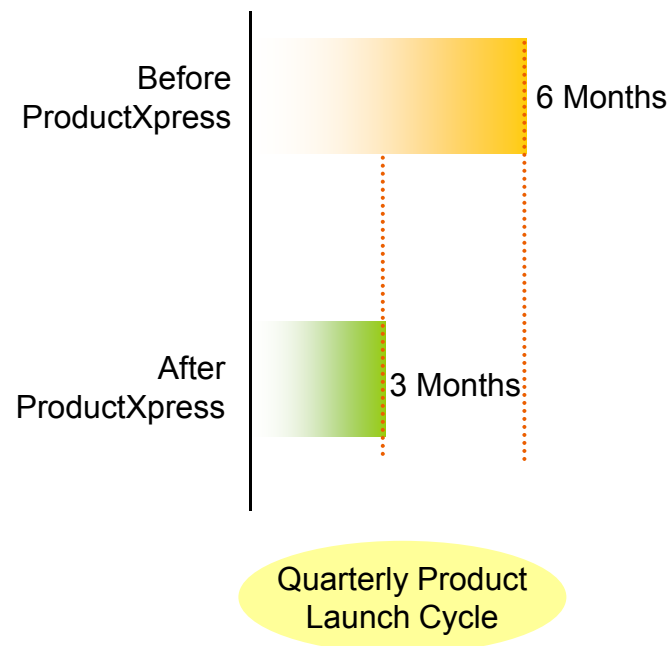 Before
ProductXpress
6 Months
After
ProductXpress
3 Months
Quarterly Product
Launch Cycle